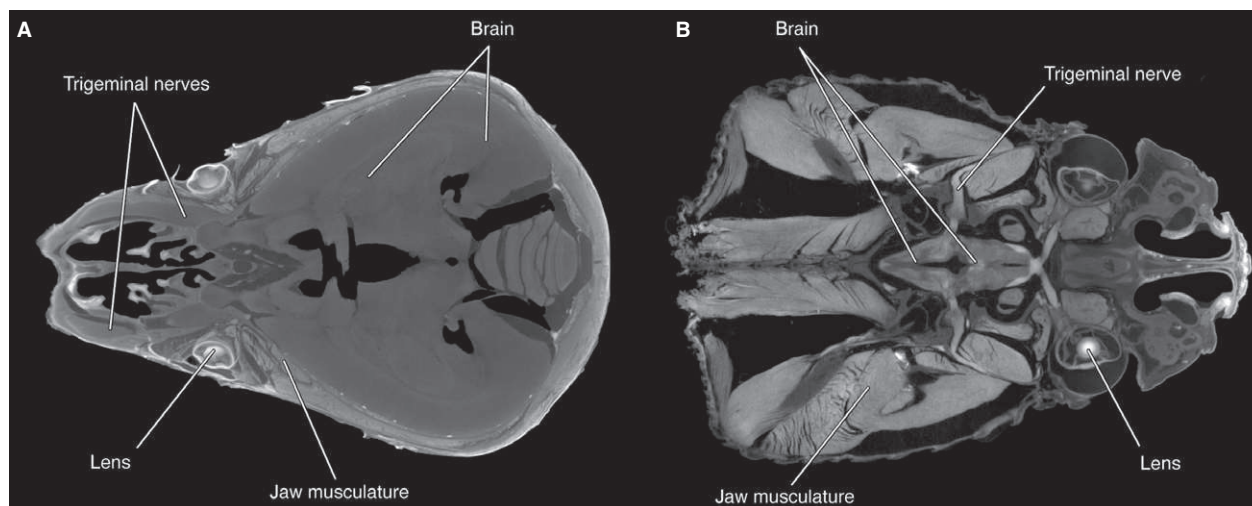 A
Brain
Trigeminal nerves
Lens
Jaw musculature
B
Brain
Trigeminal nerve
Lens
Jaw musculature